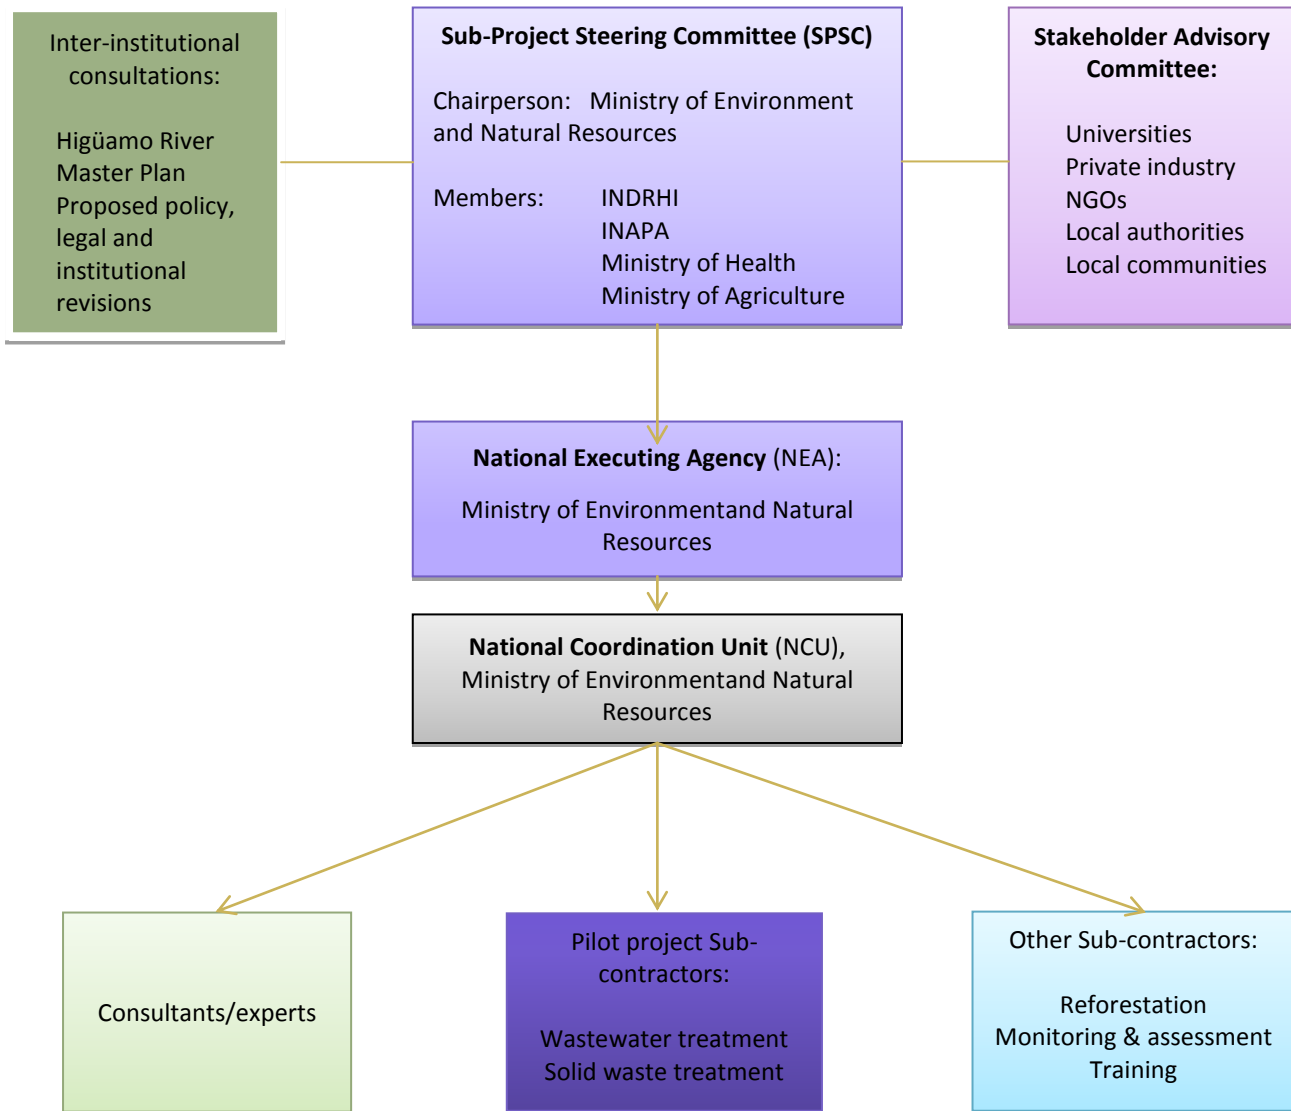 Inter-institutional
consultations:
Higüamo River
Master Plan
Proposed policy,
legal and
institutional
revisions
Sub-Project Steering Committee (SPSC)
Chairperson: Ministry of Environment
and Natural Resources
Members: INDRHI
INAPA
Ministry of Health
Ministry of Agriculture
Stakeholder Advisory
Committee:
Universities
Private industry
NGOs
Local authorities
Local communities
National Executing Agency (NEA):
Ministry of Environmentand Natural
Resources
National Coordination Unit (NCU),
Ministry of Environmentand Natural
Resources
Consultants/experts
Pilot project Sub-
contractors:
Wastewater treatment
Solid waste treatment
Other Sub-contractors:
Reforestation
Monitoring & assessment
Training